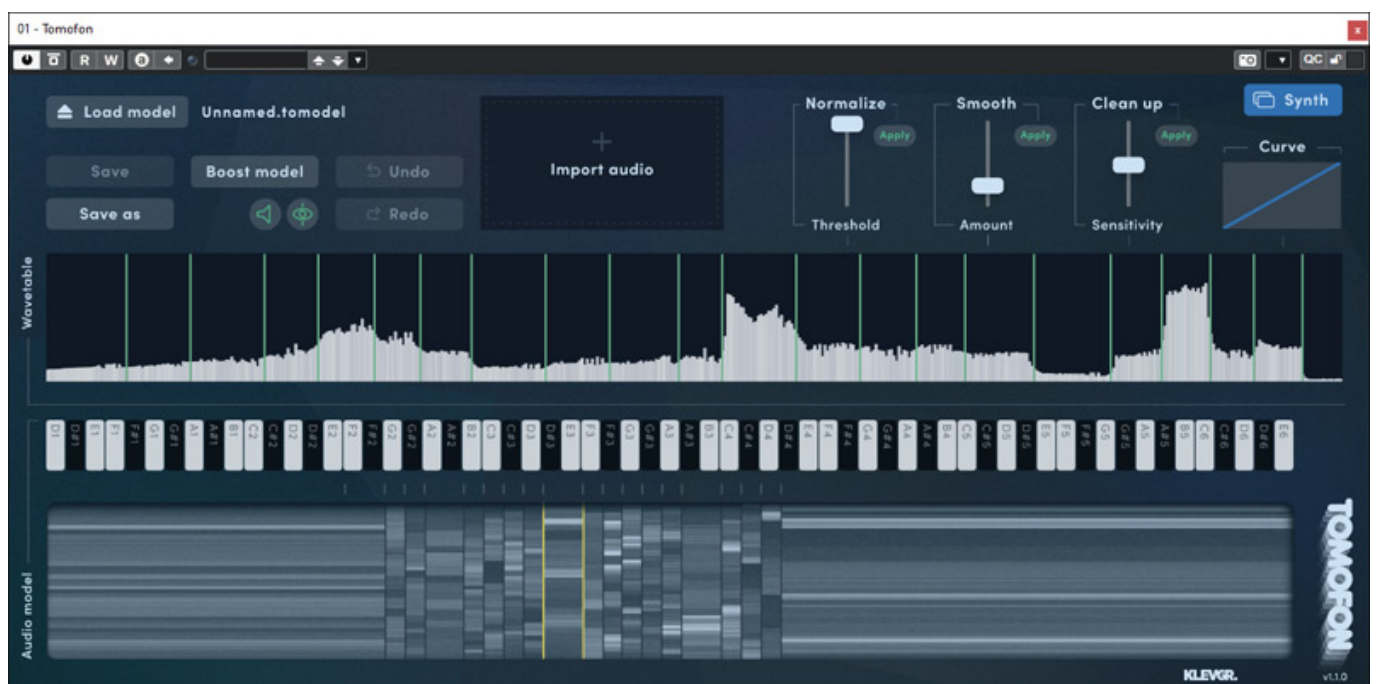 01 - Tomofon
x
R W a QC
Load model Unnamed.tomodel
Normalize Smooth Clean up Synth
Import audio
Apply Apply Apply
Curve
Save Boost model Undo
Save as Redo
Threshold Amount Sensitivity
Wavetable
D1 D#1 E1 F1 F#1 G1 G#1 A1 A#1 B1 C2 C#2 D2 D#2 E2 F2 F#2 G2 G#2 A2 A#2 B2 C3 C#3 D3 D#3 E3 F3 F#3 G3 G#3 A3 A#3 B3 C4 C#4 D4 D#4 E4 F4 F#4 G4 G#4 A4 A#4 B4 C5 C#5 D5 D#5 E5 F5 F#5 G5 G#5 A5 A#5 B5 C6 C#6 D6 D#6 E6
Audio model
TOMOFON
KLEVGR.
v1.1.0